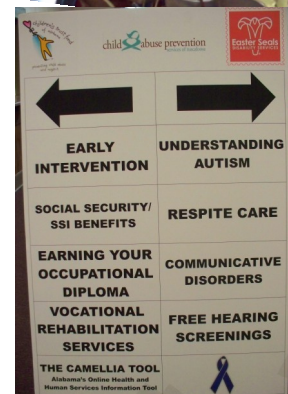 child abuse prevention
Easter Seals
DISABILITY SERVICES
EARLY
INTERVENTION
UNDERSTANDING
AUTISM
SOCIAL SECURITY/
SSI BENEFITS
RESPITE CARE
EARNING YOUR
OCCUPATIONAL
DIPLOMA
COMMUNICATIVE
DISORDERS
VOCATIONAL
REHABILITATION
SERVICES
FREE HEARING
SCREENINGS
THE CAMELLIA TOOL
Alabama's Online Health and
Human Services Information Tool